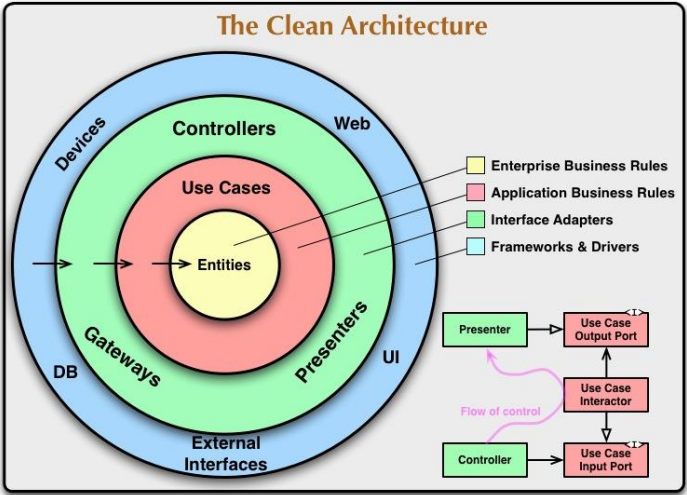 The Clean Architecture
Devices
Web
Controllers
Use Cases
Entities
Gateways
Presenters
DB
UI
External
Interfaces
Enterprise Business Rules
Application Business Rules
Interface Adapters
Frameworks & Drivers
Presenter
<I>
Use Case
Output Port
Use Case
Interactor
Flow of control
Controller
<I>
Use Case
Input Port